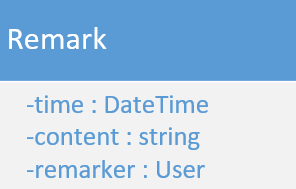 Remark
-time : DateTime
-content : string
-remarker : User